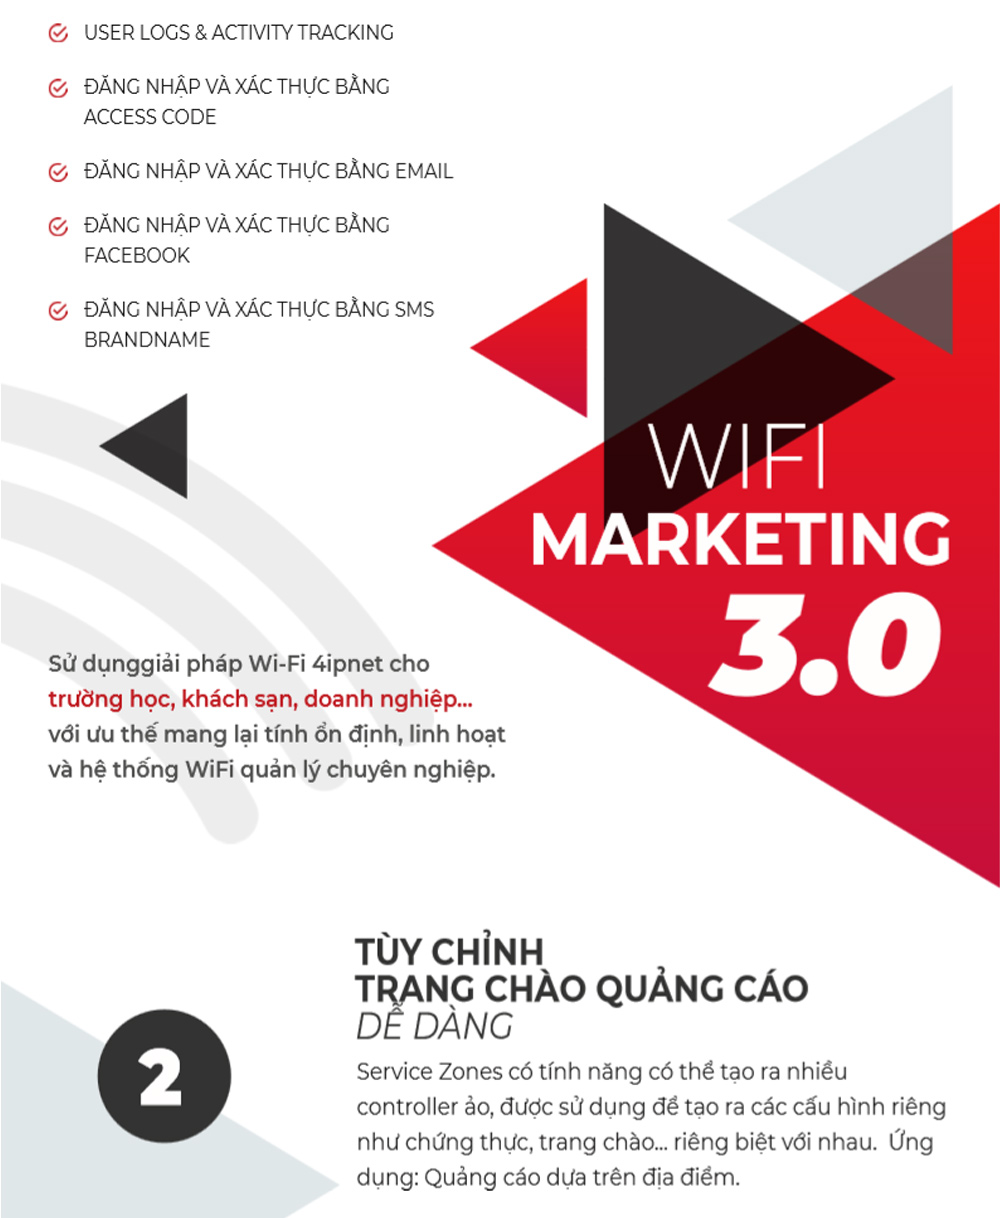 USER LOGS & ACTIVITY TRACKING
ĐĂNG NHẬP VÀ XÁC THỰC BẰNG
ACCESS CODE
ĐĂNG NHẬP VÀ XÁC THỰC BẰNG EMAIL
ĐĂNG NHẬP VÀ XÁC THỰC BẰNG
FACEBOOK
ĐĂNG NHẬP VÀ XÁC THỰC BẰNG SMS
BRANDNAME
WIFI
MARKETING
3.0
Sử dụnggiải pháp Wi-Fi 4ipnet cho
trường học, khách sạn, doanh nghiệp...
với ưu thế mang lại tính ổn định, linh hoạt
và hệ thống WiFi quản lý chuyên nghiệp.
2
TÙY CHỈNH
TRANG CHÀO QUẢNG CÁO
DỄ DÀNG
Service Zones có tính năng có thể tạo ra nhiều
controller ảo, được sử dụng để tạo ra các cấu hình riêng
như chứng thực, trang chào... riêng biệt với nhau.  Ứng
dụng: Quảng cáo dựa trên địa điểm.